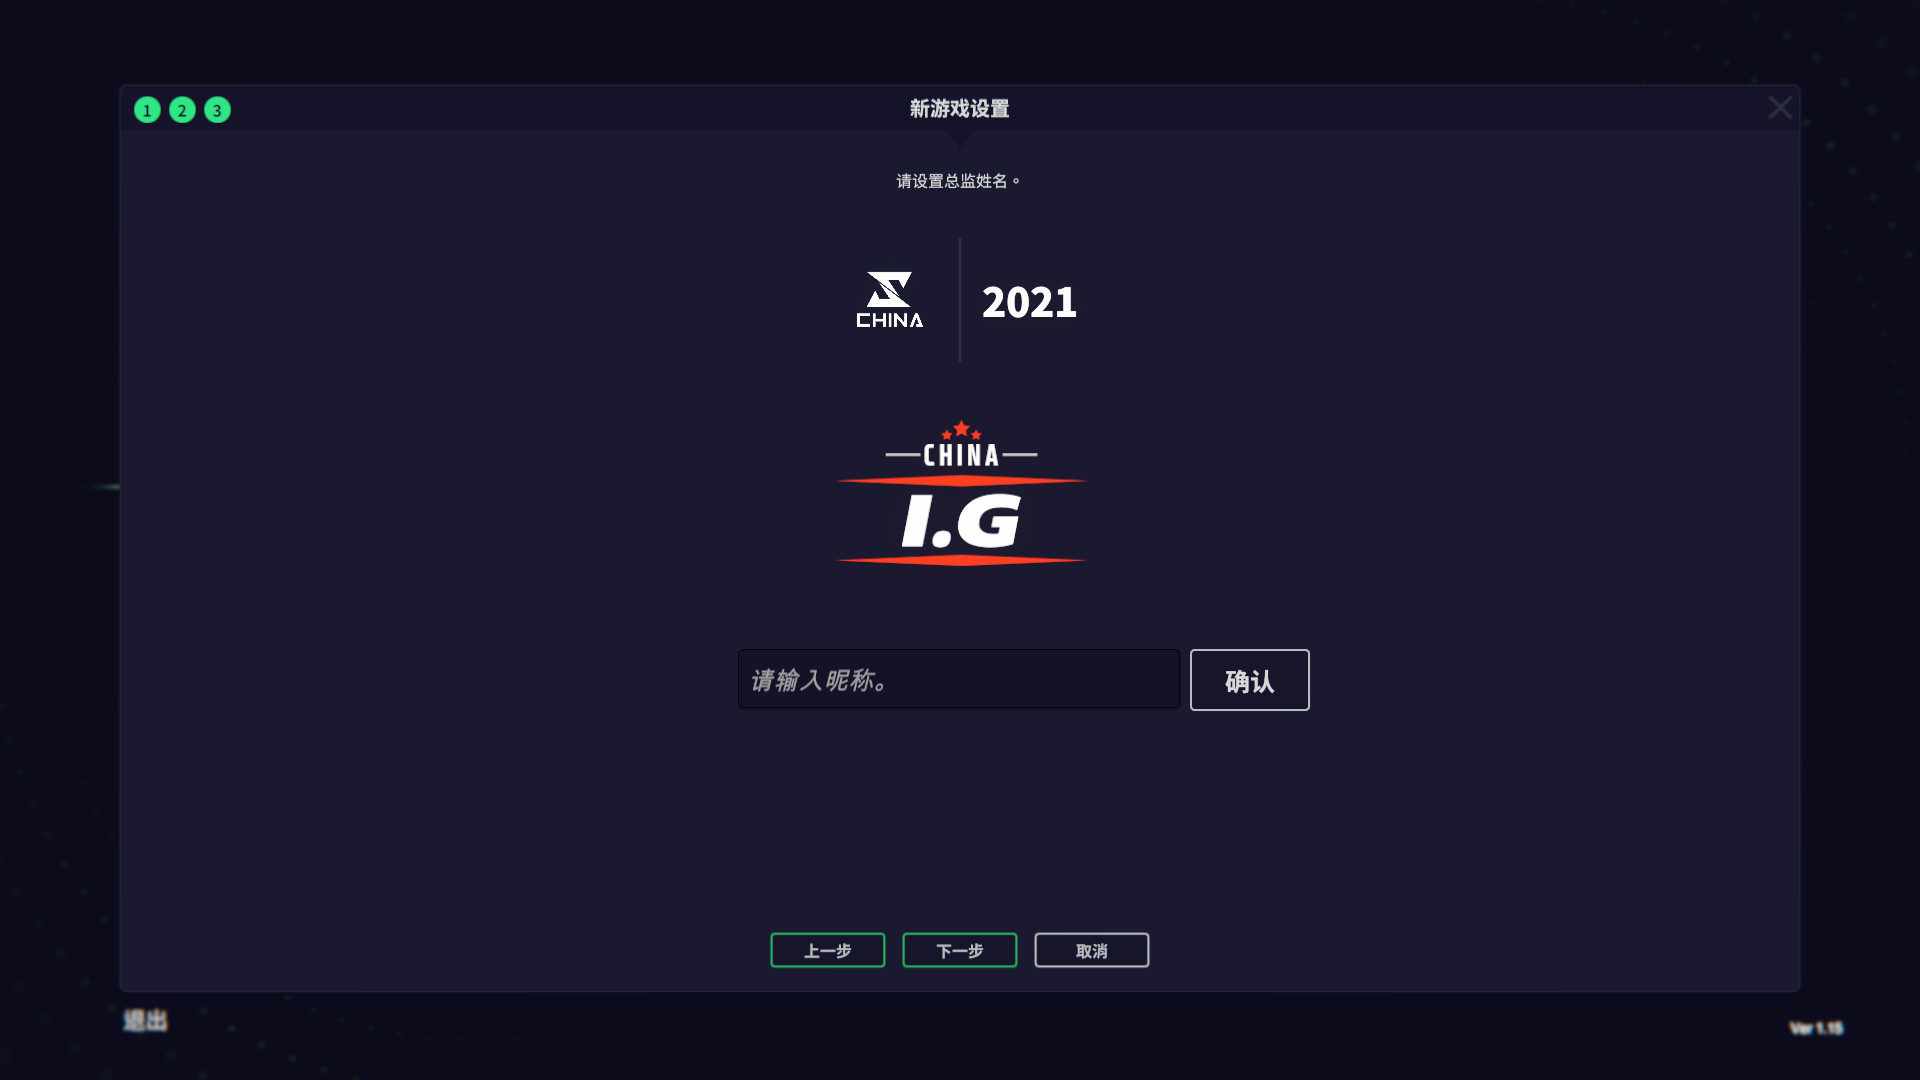 1 2 3
新游戏设置
请设置总监姓名。
CHINA
2021
CHINA
I.G
请输入昵称。
确认
上一步
下一步
取消
退出
Ver 1.15